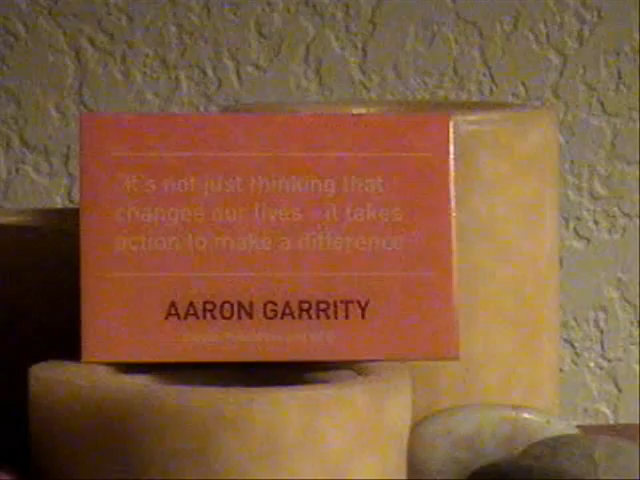 "It's not just thinking that
changes our lives - it takes
action to make a difference"
AARON GARRITY